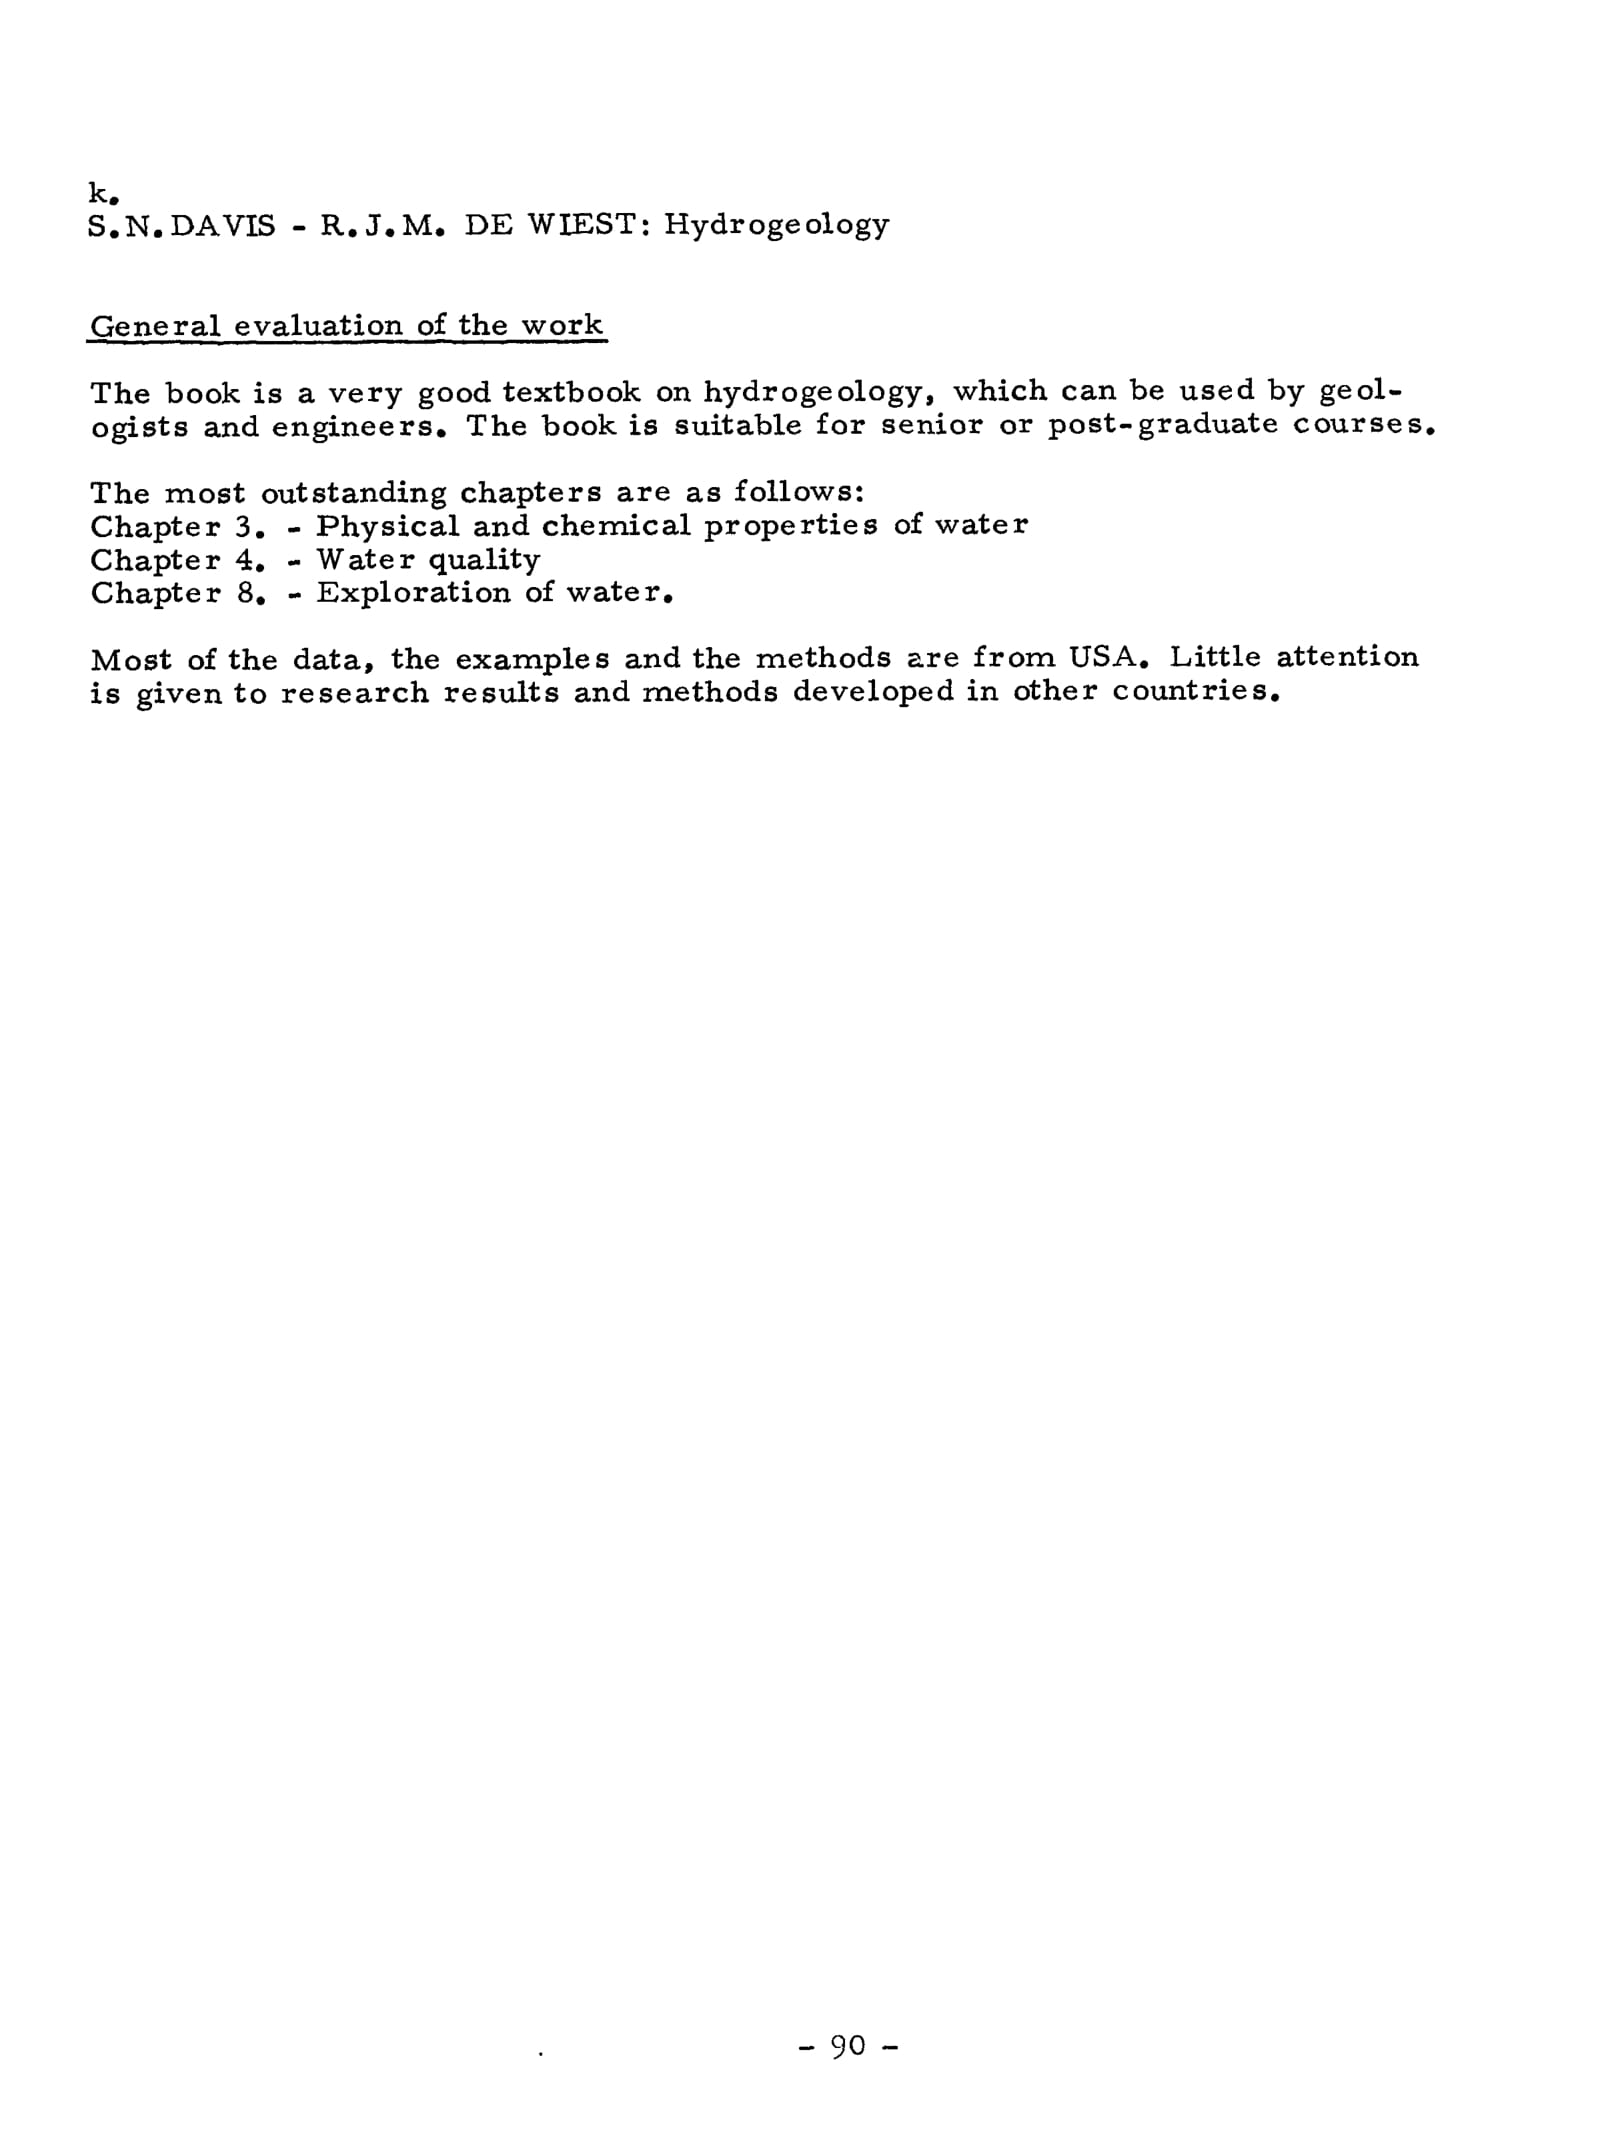 k.
S.N.DAVIS - R.J.M. DE WIEST: Hydrogeology
General evaluation of the work
The book is a very good textbook on hydrogeology, which can be used by geol-
ogists and engineers. The book is suitable for senior or post-graduate courses.
The most outstanding chapters are as follows:
Chapter 3. - Physical and chemical properties of water
Chapter 4. - Water quality
Chapter 8. - Exploration of water.
Most of the data, the examples and the methods are from USA. Little attention
is given to research results and methods developed in other countries.
- 90 -